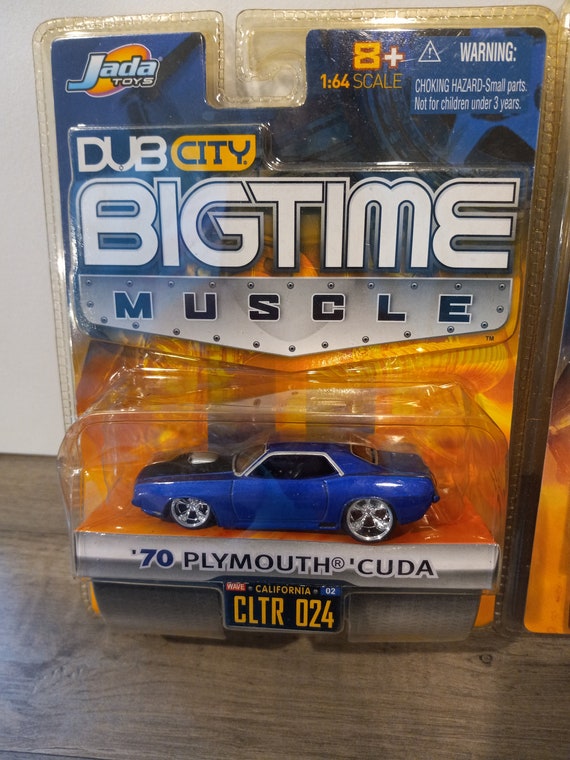 Jada
TOYS
8+
1:64 SCALE
WARNING:
CHOKING HAZARD-Small parts.
Not for children under 3 years.
DUB CITY
BIGTIME
MUSCLE
™
'70 PLYMOUTH® 'CUDA
WAVE CALIFORNIA 02
CLTR 024